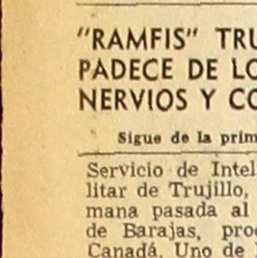 "RAMFIS" TRU
PADECE DE LO
NERVIOS Y CO
Sigue de la prim
Servicio de Intel
litar de Trujillo,
mana pasada al
de Barajas, pro
Canadá. Uno de